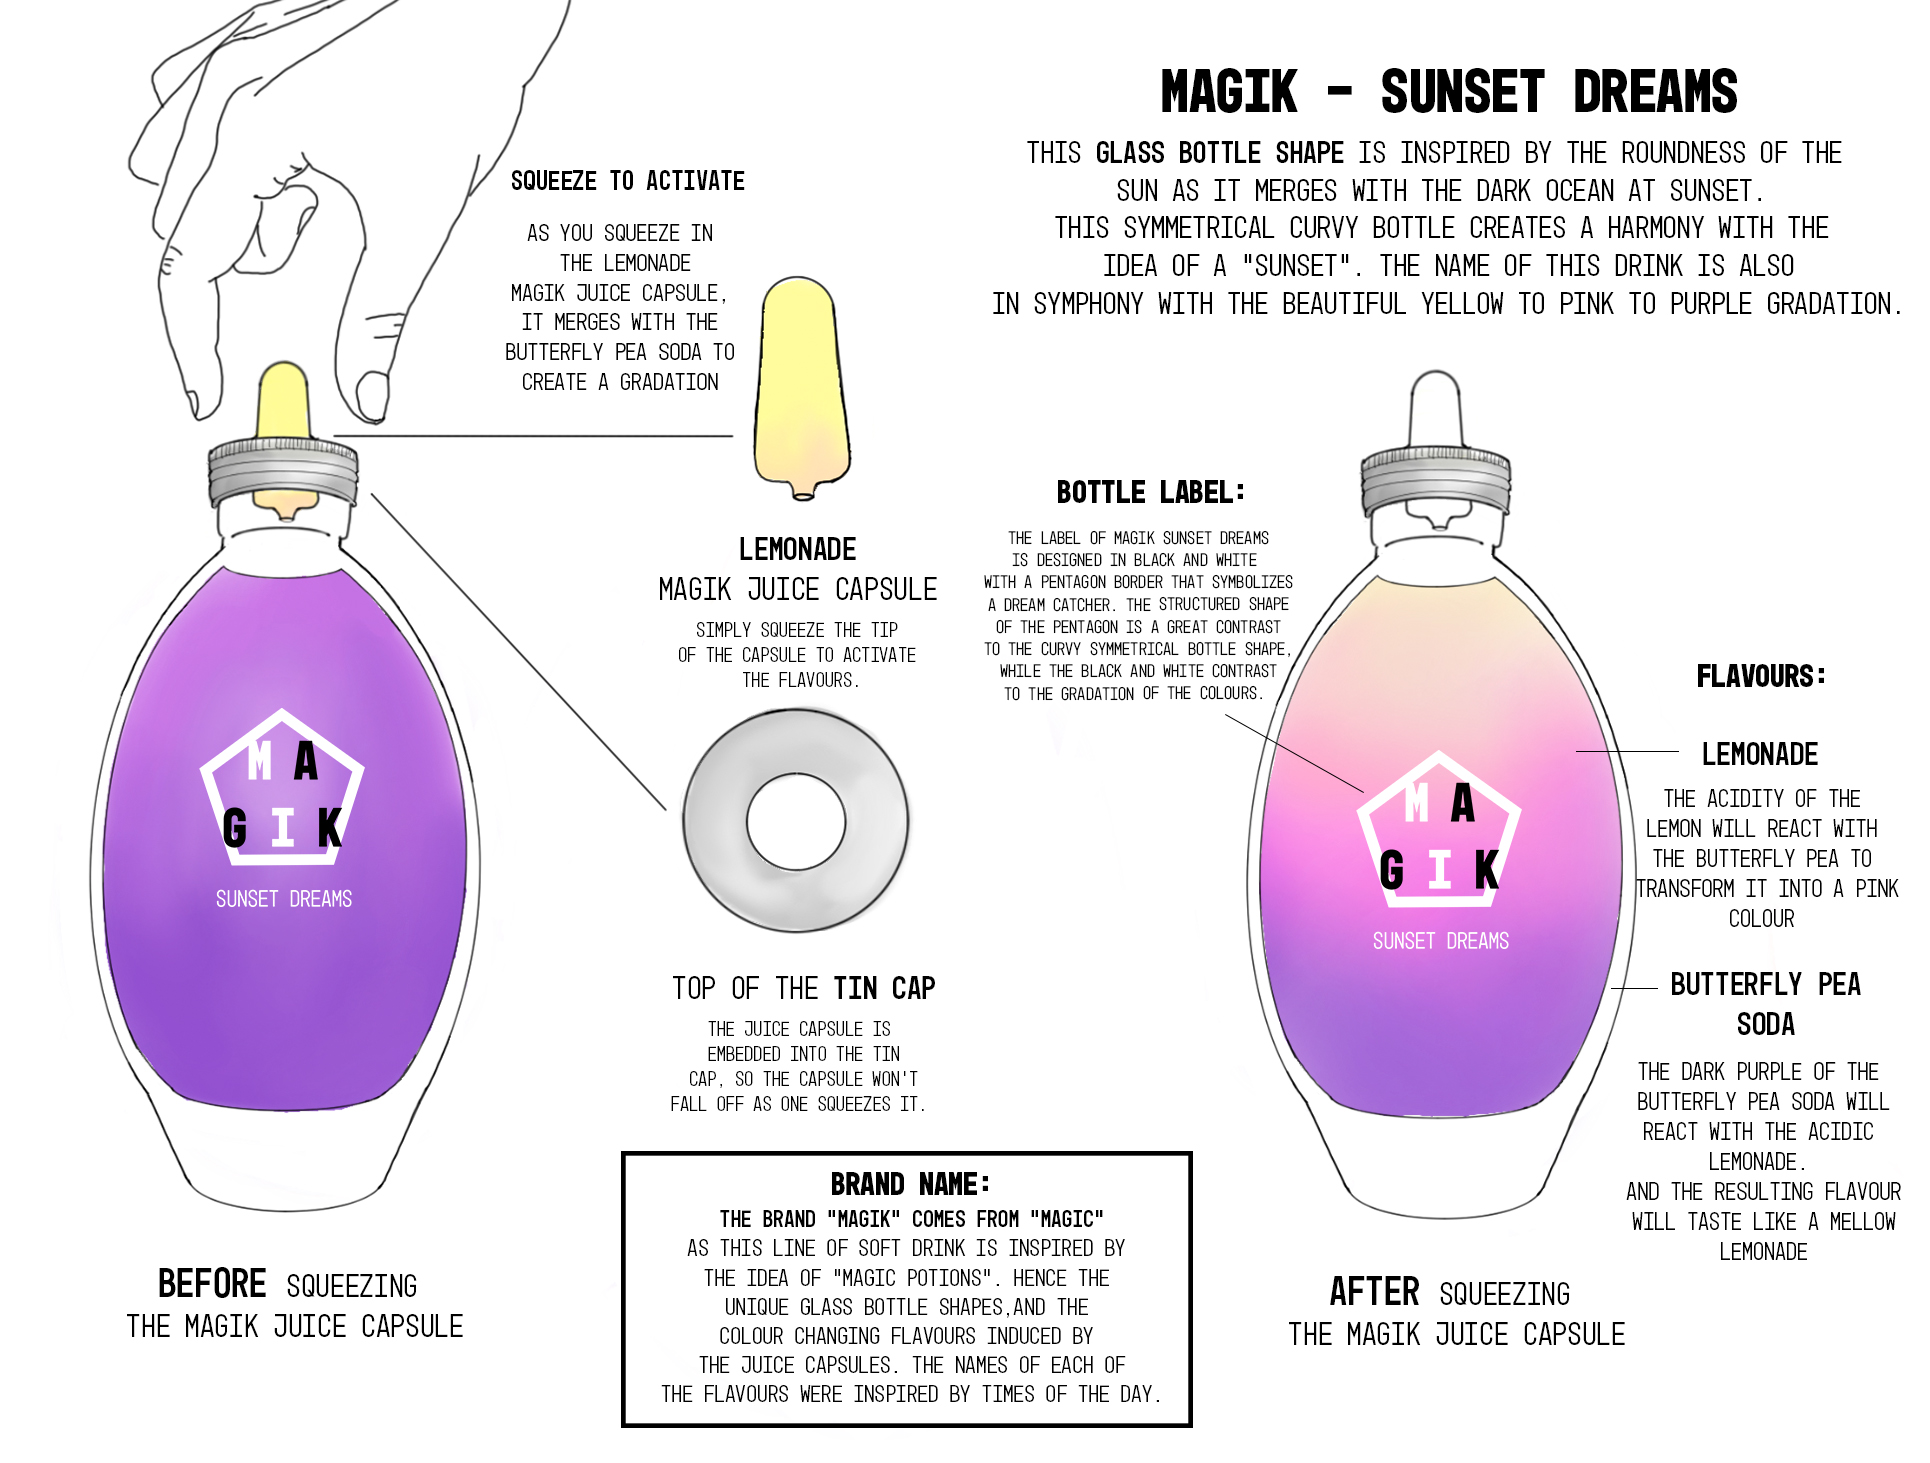 MAGIK - SUNSET DREAMS
THIS GLASS BOTTLE SHAPE IS INSPIRED BY THE ROUNDNESS OF THE
SUN AS IT MERGES WITH THE DARK OCEAN AT SUNSET.
THIS SYMMETRICAL CURVY BOTTLE CREATES A HARMONY WITH THE
IDEA OF A "SUNSET". THE NAME OF THIS DRINK IS ALSO
IN SYMPHONY WITH THE BEAUTIFUL YELLOW TO PINK TO PURPLE GRADATION.
SQUEEZE TO ACTIVATE
AS YOU SQUEEZE IN
THE LEMONADE
MAGIK JUICE CAPSULE,
IT MERGES WITH THE
BUTTERFLY PEA SODA TO
CREATE A GRADATION
LEMONADE
MAGIK JUICE CAPSULE
SIMPLY SQUEEZE THE TIP
OF THE CAPSULE TO ACTIVATE
THE FLAVOURS.
M A
G I K
SUNSET DREAMS
TOP OF THE TIN CAP
THE JUICE CAPSULE IS
EMBEDDED INTO THE TIN
CAP, SO THE CAPSULE WON'T
FALL OFF AS ONE SQUEEZES IT.
BEFORE SQUEEZING
THE MAGIK JUICE CAPSULE
BRAND NAME:
THE BRAND "MAGIK" COMES FROM "MAGIC"
AS THIS LINE OF SOFT DRINK IS INSPIRED BY
THE IDEA OF "MAGIC POTIONS". HENCE THE
UNIQUE GLASS BOTTLE SHAPES,AND THE
COLOUR CHANGING FLAVOURS INDUCED BY
THE JUICE CAPSULES. THE NAMES OF EACH OF
THE FLAVOURS WERE INSPIRED BY TIMES OF THE DAY.
BOTTLE LABEL:
THE LABEL OF MAGIK SUNSET DREAMS
IS DESIGNED IN BLACK AND WHITE
WITH A PENTAGON BORDER THAT SYMBOLIZES
A DREAM CATCHER. THE STRUCTURED SHAPE
OF THE PENTAGON IS A GREAT CONTRAST
TO THE CURVY SYMMETRICAL BOTTLE SHAPE,
WHILE THE BLACK AND WHITE CONTRAST
TO THE GRADATION OF THE COLOURS.
M A
G I K
SUNSET DREAMS
FLAVOURS:
LEMONADE
THE ACIDITY OF THE
LEMON WILL REACT WITH
THE BUTTERFLY PEA TO
TRANSFORM IT INTO A PINK
COLOUR
BUTTERFLY PEA
SODA
THE DARK PURPLE OF THE
BUTTERFLY PEA SODA WILL
REACT WITH THE ACIDIC
LEMONADE.
AND THE RESULTING FLAVOUR
WILL TASTE LIKE A MELLOW
LEMONADE
AFTER SQUEEZING
THE MAGIK JUICE CAPSULE